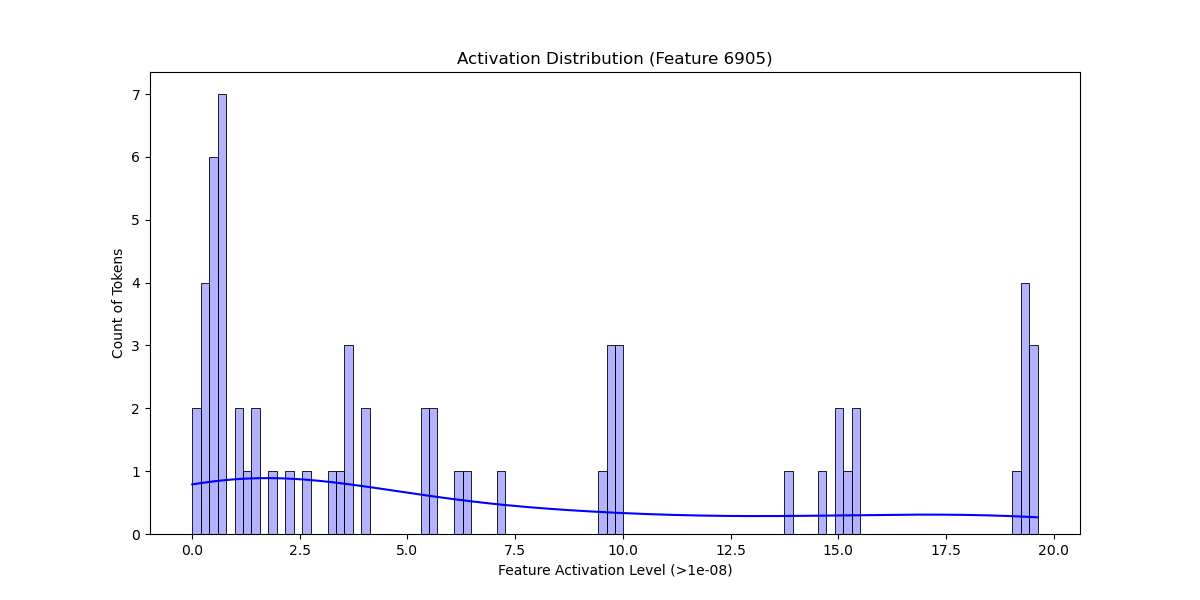 Activation Distribution (Feature 6905)
Count of Tokens
7
6
5
4
3
2
1
0
0.0 2.5 5.0 7.5 10.0 12.5 15.0 17.5 20.0
Feature Activation Level (>1e-08)